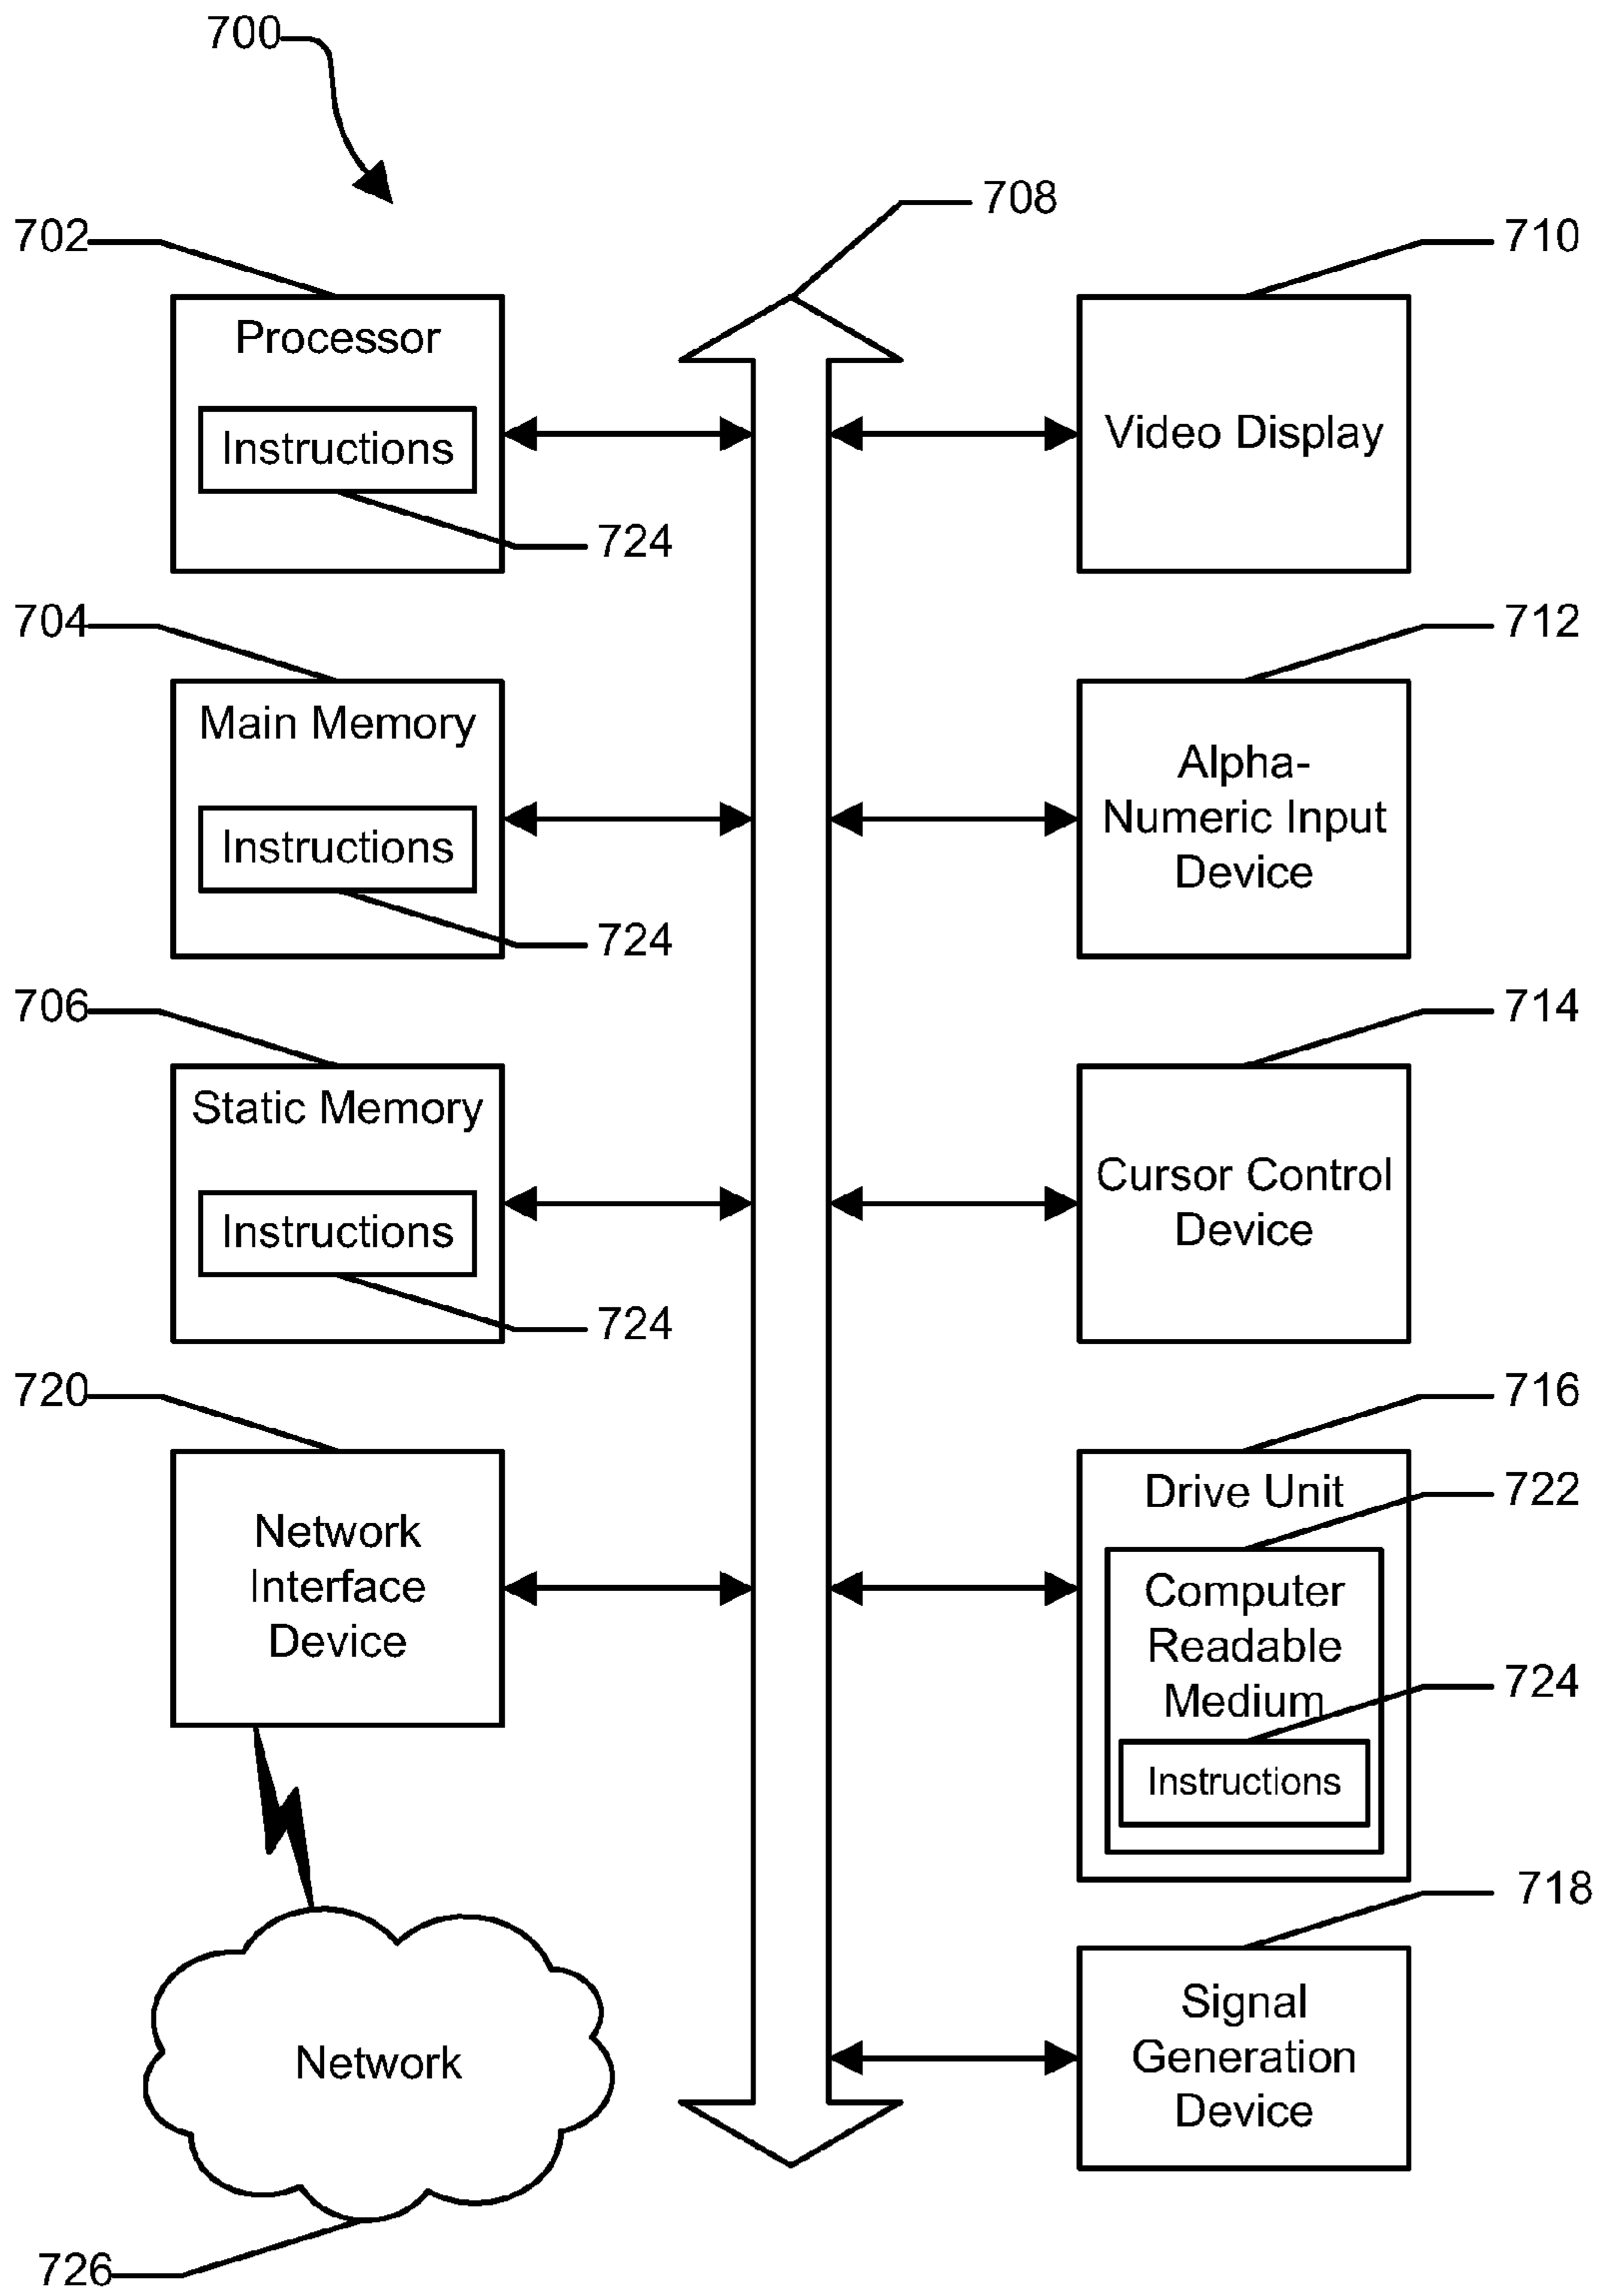 700
708
702
710
Processor
Instructions
Video Display
724
704
712
Main Memory
Instructions
Alpha-
Numeric Input
Device
724
706
714
Static Memory
Instructions
Cursor Control
Device
724
720
716
Network
Interface
Device
Drive Unit
722
Computer
Readable
Medium
724
Instructions
718
Signal
Generation
Device
Network
726